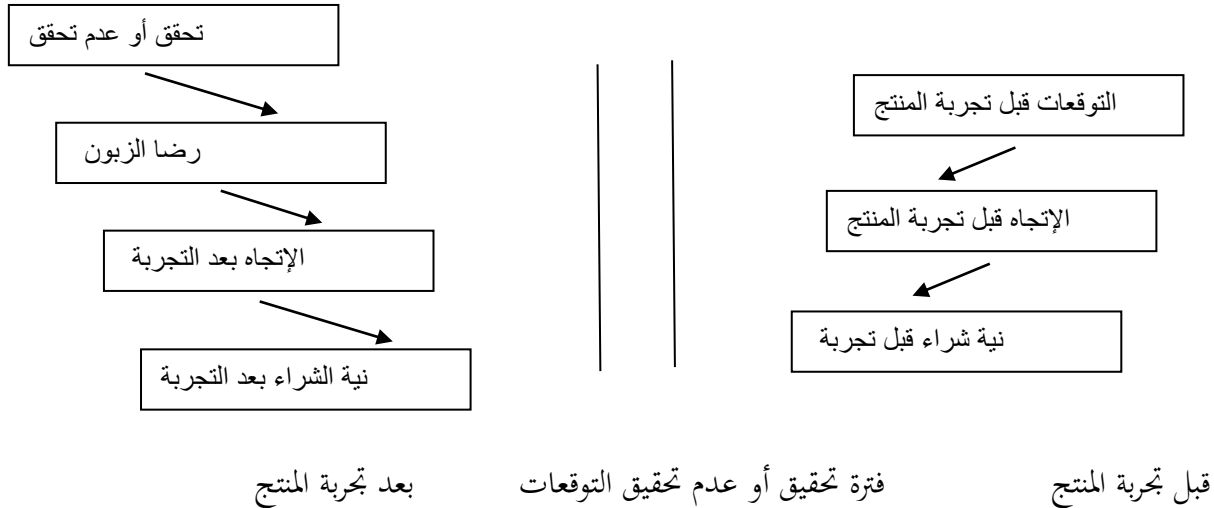 التوقعات قبل تجربة المنتج
الإتجاه قبل تجربة المنتج
نية شراء قبل تجربة
تحقق أو عدم تحقق
رضا الزبون
الإتجاه بعد التجربة
نية الشراء بعد التجربة
قبل تجربة المنتج فترة تحقيق أو عدم تحقيق التوقعات بعد تجربة المنتج